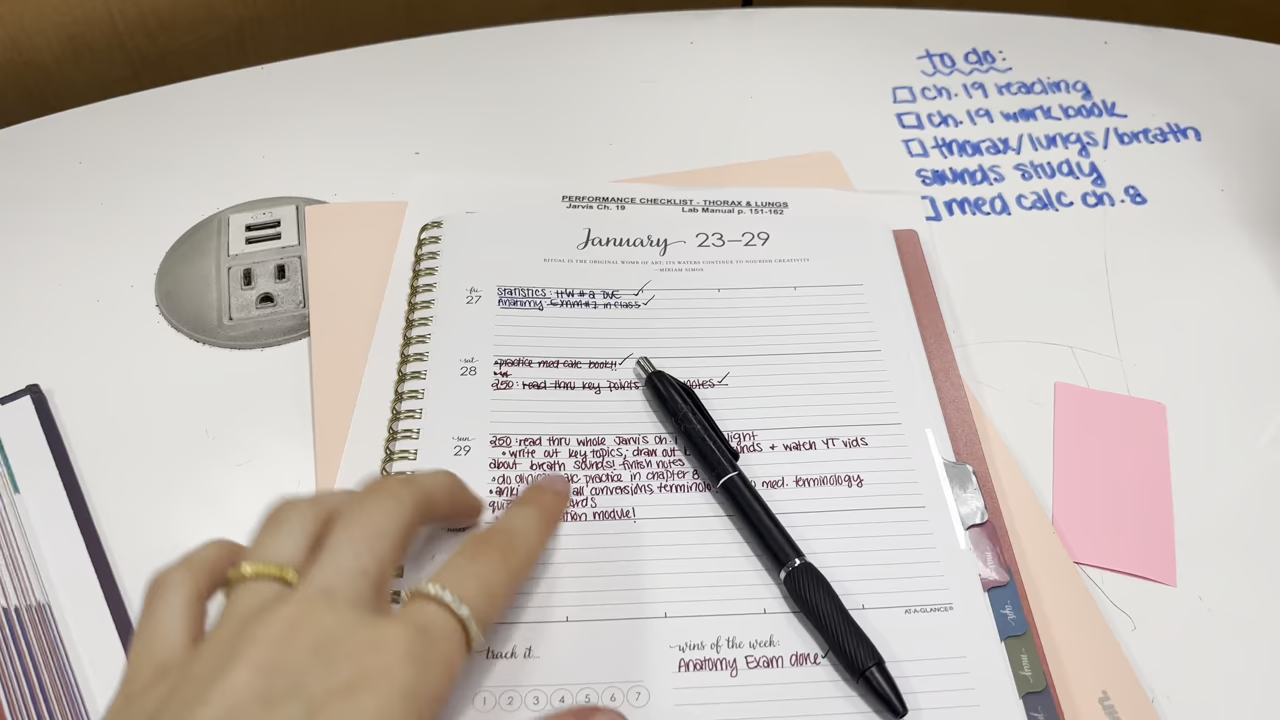 to do:
ch.19 reading
ch.19 workbook
thorax/lungs/breath
sounds study
med calc ch.8
PERFORMANCE CHECKLIST - THORAX & LUNGS
Jarvis Ch. 19 Lab Manual p. 151-162
January 23–29
RITUAL IS THE ORIGINAL WOMB OF ART; ITS WATERS CONTINUE TO NOURISH CREATIVITY
—MIRIAM SIMOS
fri
27
Statistics: HW #2 DUE
Anatomy EXAM #1 in class
sat
28
•practice med calc book!!
250: read thru key points notes
sun
29
250: read thru whole Jarvis ch.
•write out key topics, draw out + watch YT vids
about breath sounds! finish notes
•do practice in chapter 8
all conversions, med. terminology
module!
AT-A-GLANCE®
track it...
1 2 3 4 5 6 7
wins of the week:
Anatomy Exam done